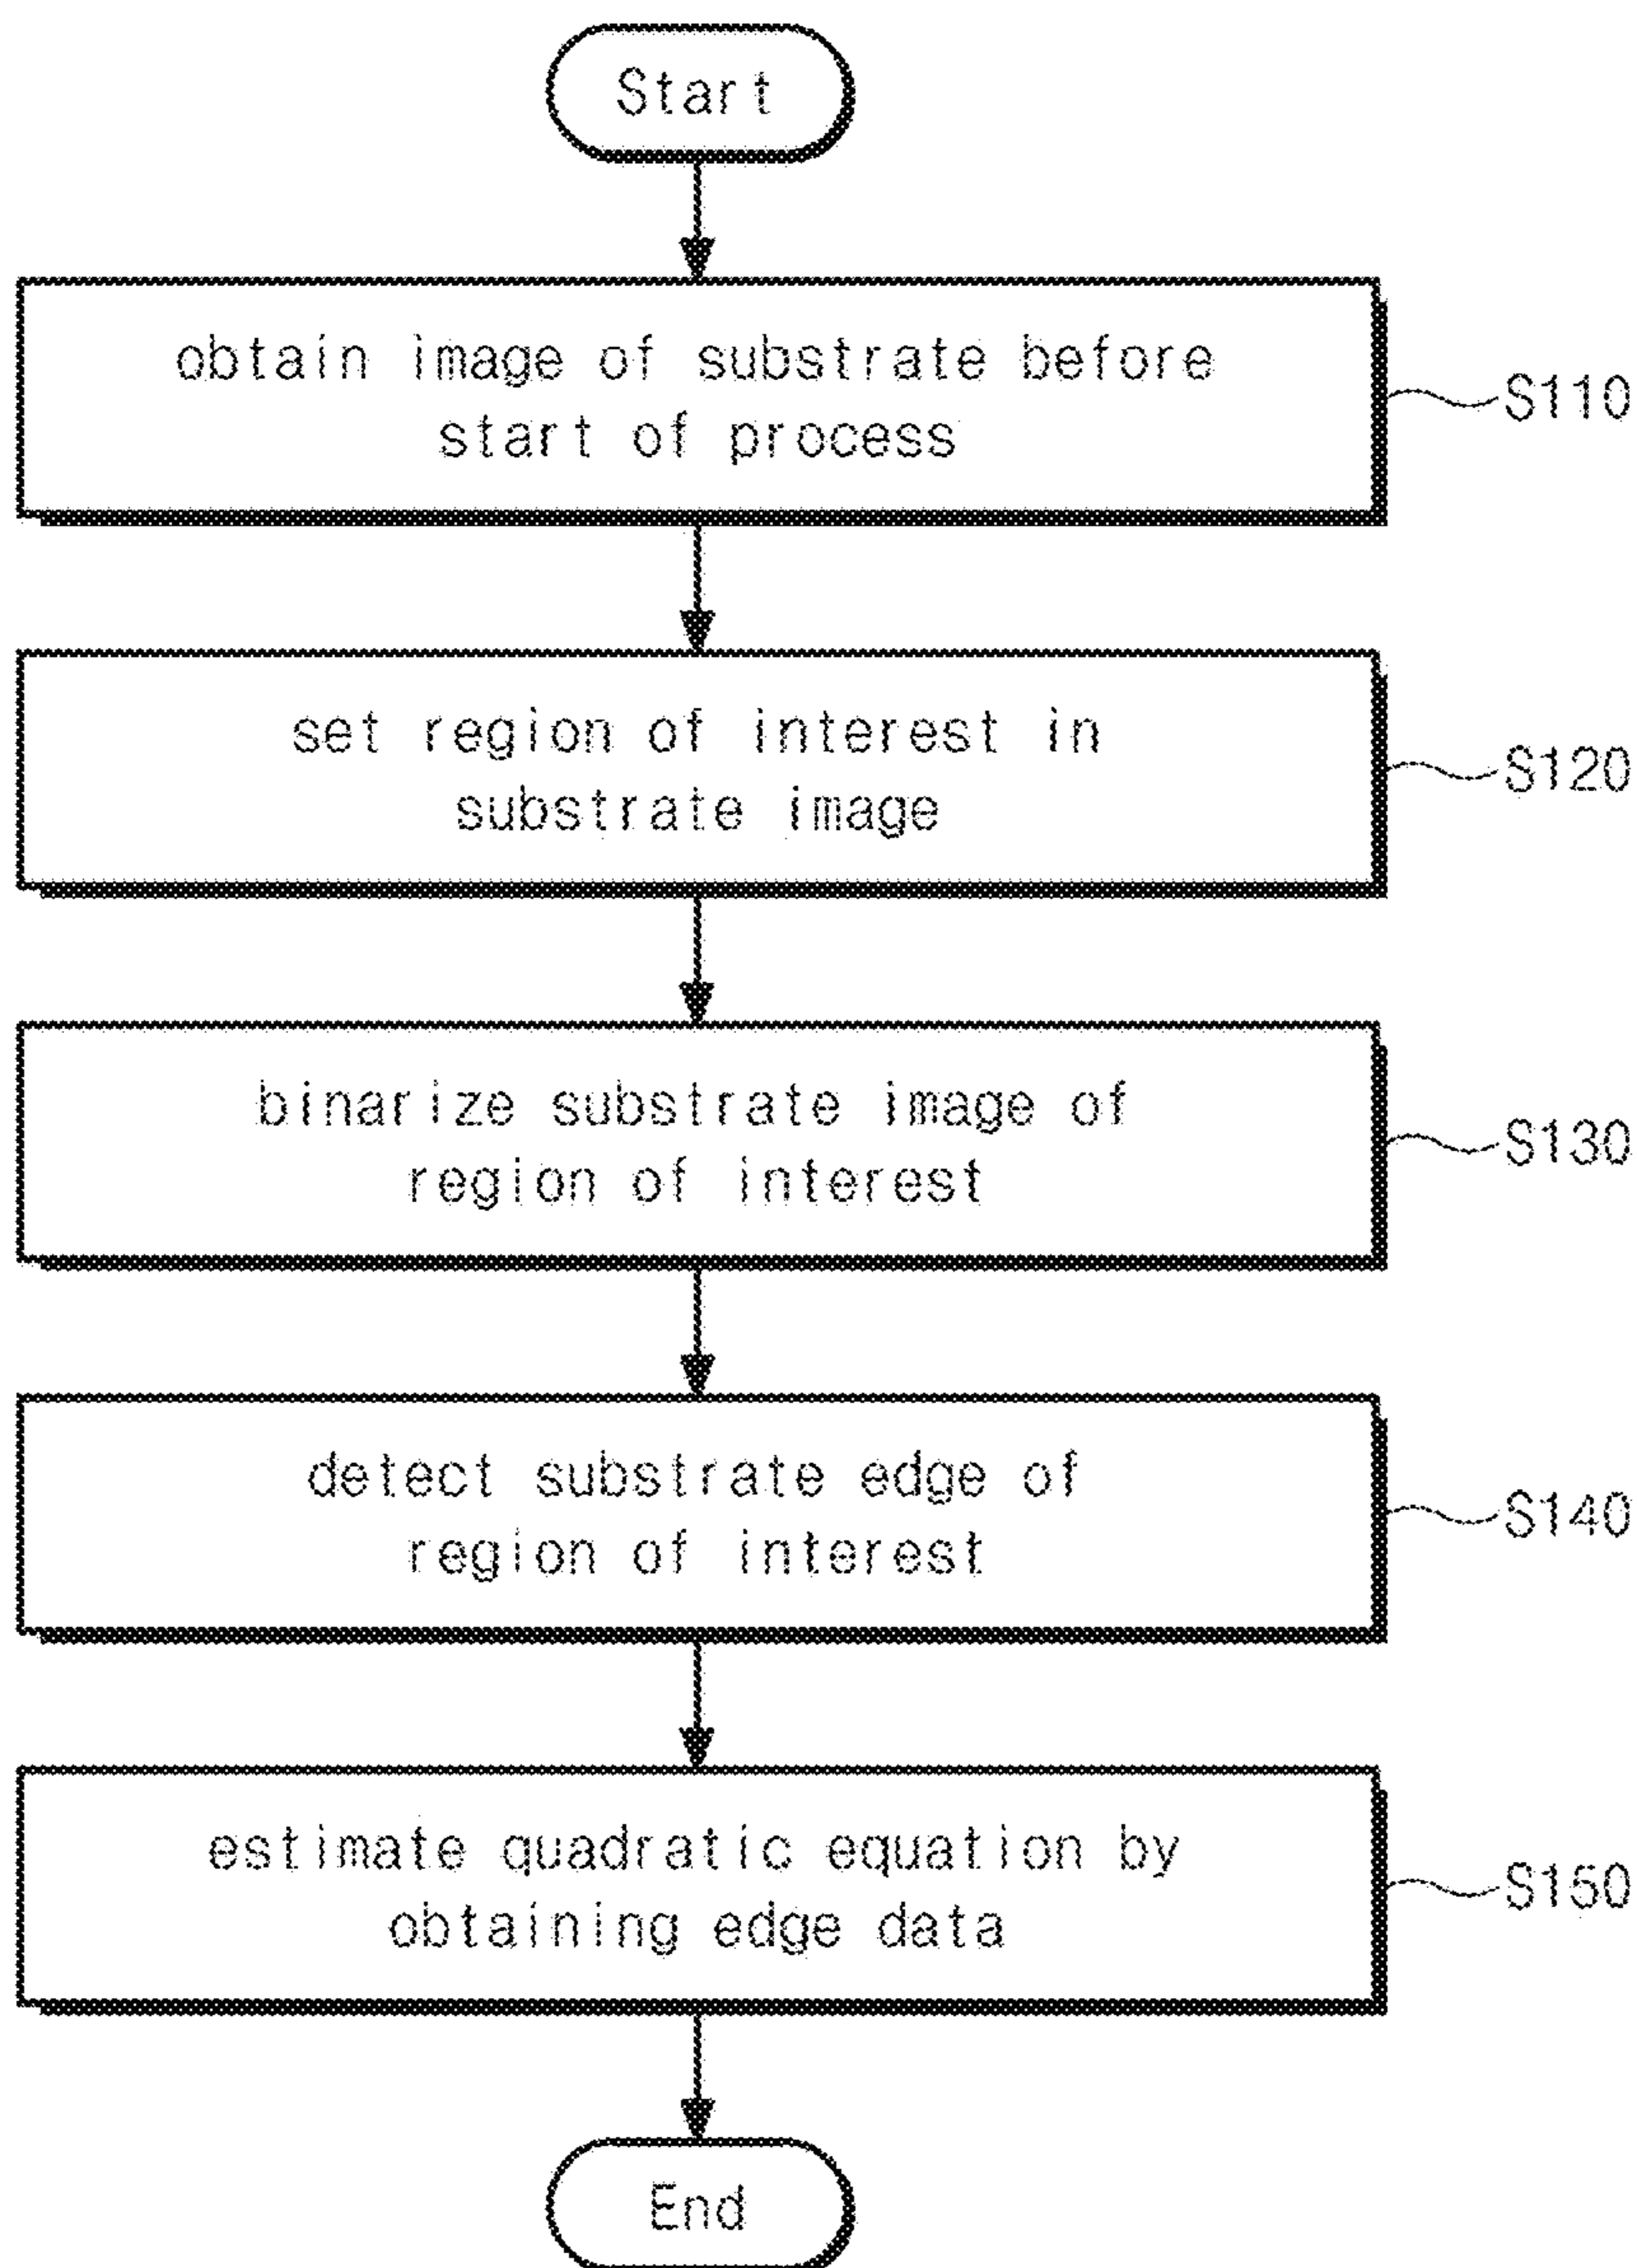 Start
obtain image of substrate before
start of process
S110
set region of interest in
substrate image
S120
binarize substrate image of
region of interest
S130
detect substrate edge of
region of interest
S140
estimate quadratic equation by
obtaining edge data
S150
End